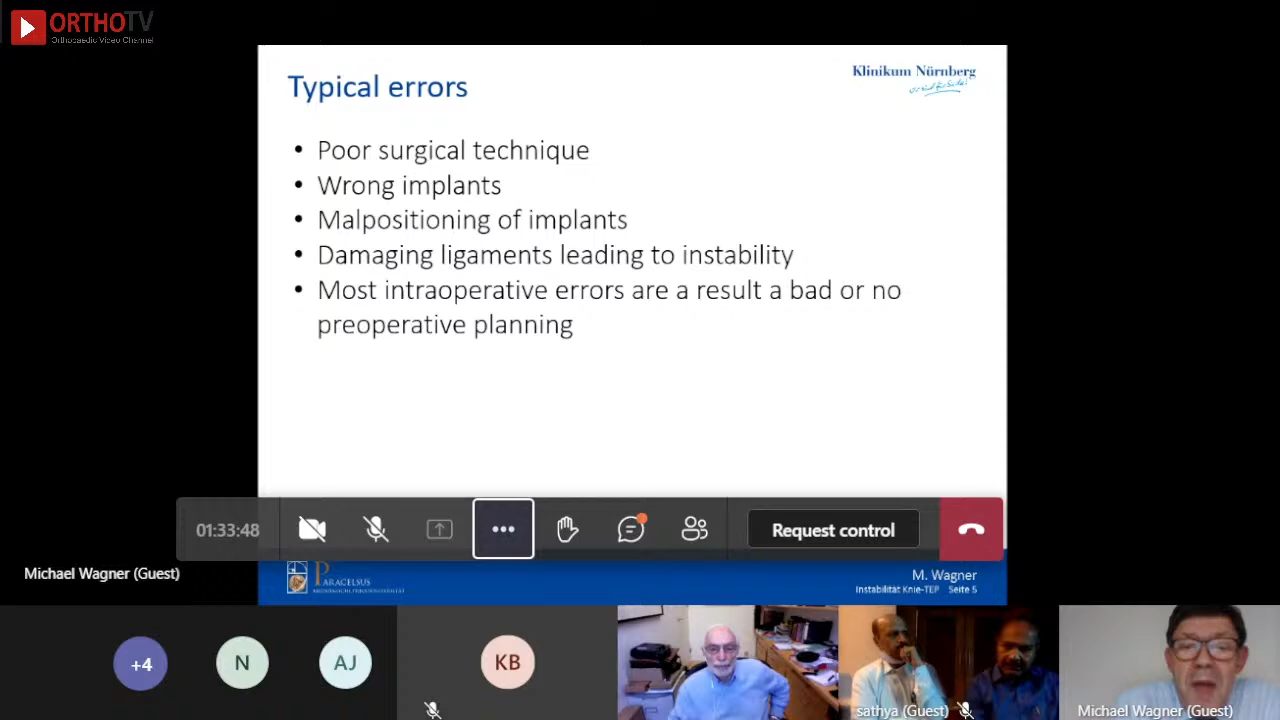 ORTHOTV
Orthopaedic Video Channel
Klinikum Nürnberg
Typical errors
• Poor surgical technique
• Wrong implants
• Malpositioning of implants
• Damaging ligaments leading to instability
• Most intraoperative errors are a result a bad or no
preoperative planning
01:33:48
Request control
Michael Wagner (Guest)
PARACELSUS
M. Wagner
Instabilität Knie-TEP Seite 5
+4
N
AJ
KB
sathya (Guest)
Michael Wagner (Guest)